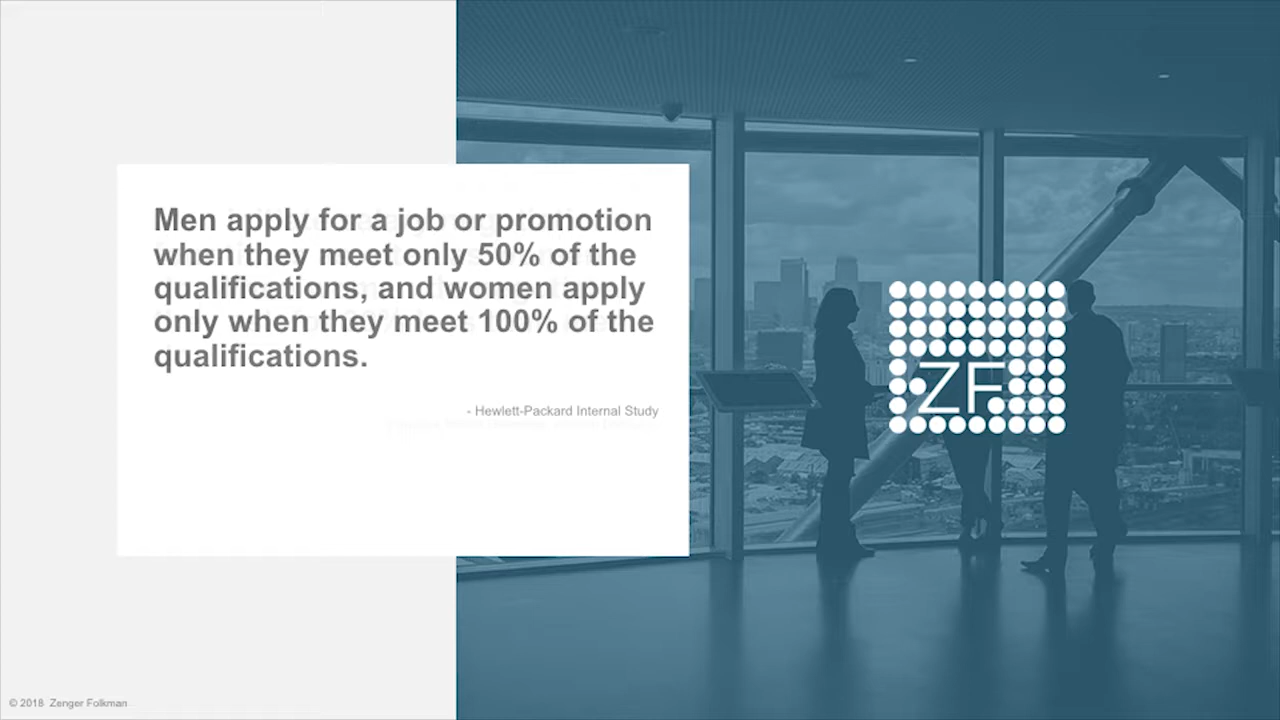 Men apply for a job or promotion
when they meet only 50% of the
qualifications, and women apply
only when they meet 100% of the
qualifications.
- Hewlett-Packard Internal Study
ZF
© 2018 Zenger Folkman